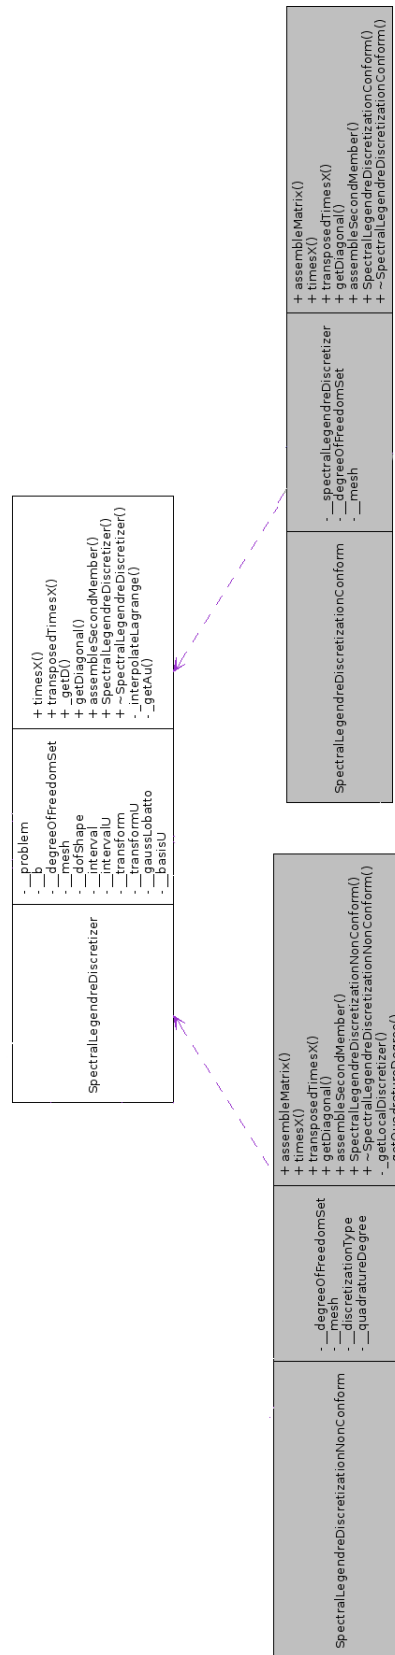 SpectralLegendreDiscretizer
- __problem
- __b
- __degreeOfFreedomSet
- __mesh
- __dofShape
- __interval
- __intervalU
- __transform
- __transformU
- __gaussLobatto
- __basisU
+ timesX()
+ transposedTimesX()
+ _getD()
+ getDiagonal()
+ assembleSecondMember()
+ SpectralLegendreDiscretizer()
+ ~SpectralLegendreDiscretizer()
- _interpolateLagrange()
- _getAu()
SpectralLegendreDiscretizationNonConform
- __degreeOfFreedomSet
- __mesh
- __discretizationType
- __quadratureDegree
+ assembleMatrix()
+ timesX()
+ transposedTimesX()
+ getDiagonal()
+ assembleSecondMember()
+ SpectralLegendreDiscretizationNonConform()
+ ~SpectralLegendreDiscretizationNonConform()
- _getLocalDiscretizer()
- _getQuadratureDegree()
SpectralLegendreDiscretizationConform
- __spectralLegendreDiscretizer
- __degreeOfFreedomSet
- __mesh
+ assembleMatrix()
+ timesX()
+ transposedTimesX()
+ getDiagonal()
+ assembleSecondMember()
+ SpectralLegendreDiscretizationConform()
+ ~SpectralLegendreDiscretizationConform()